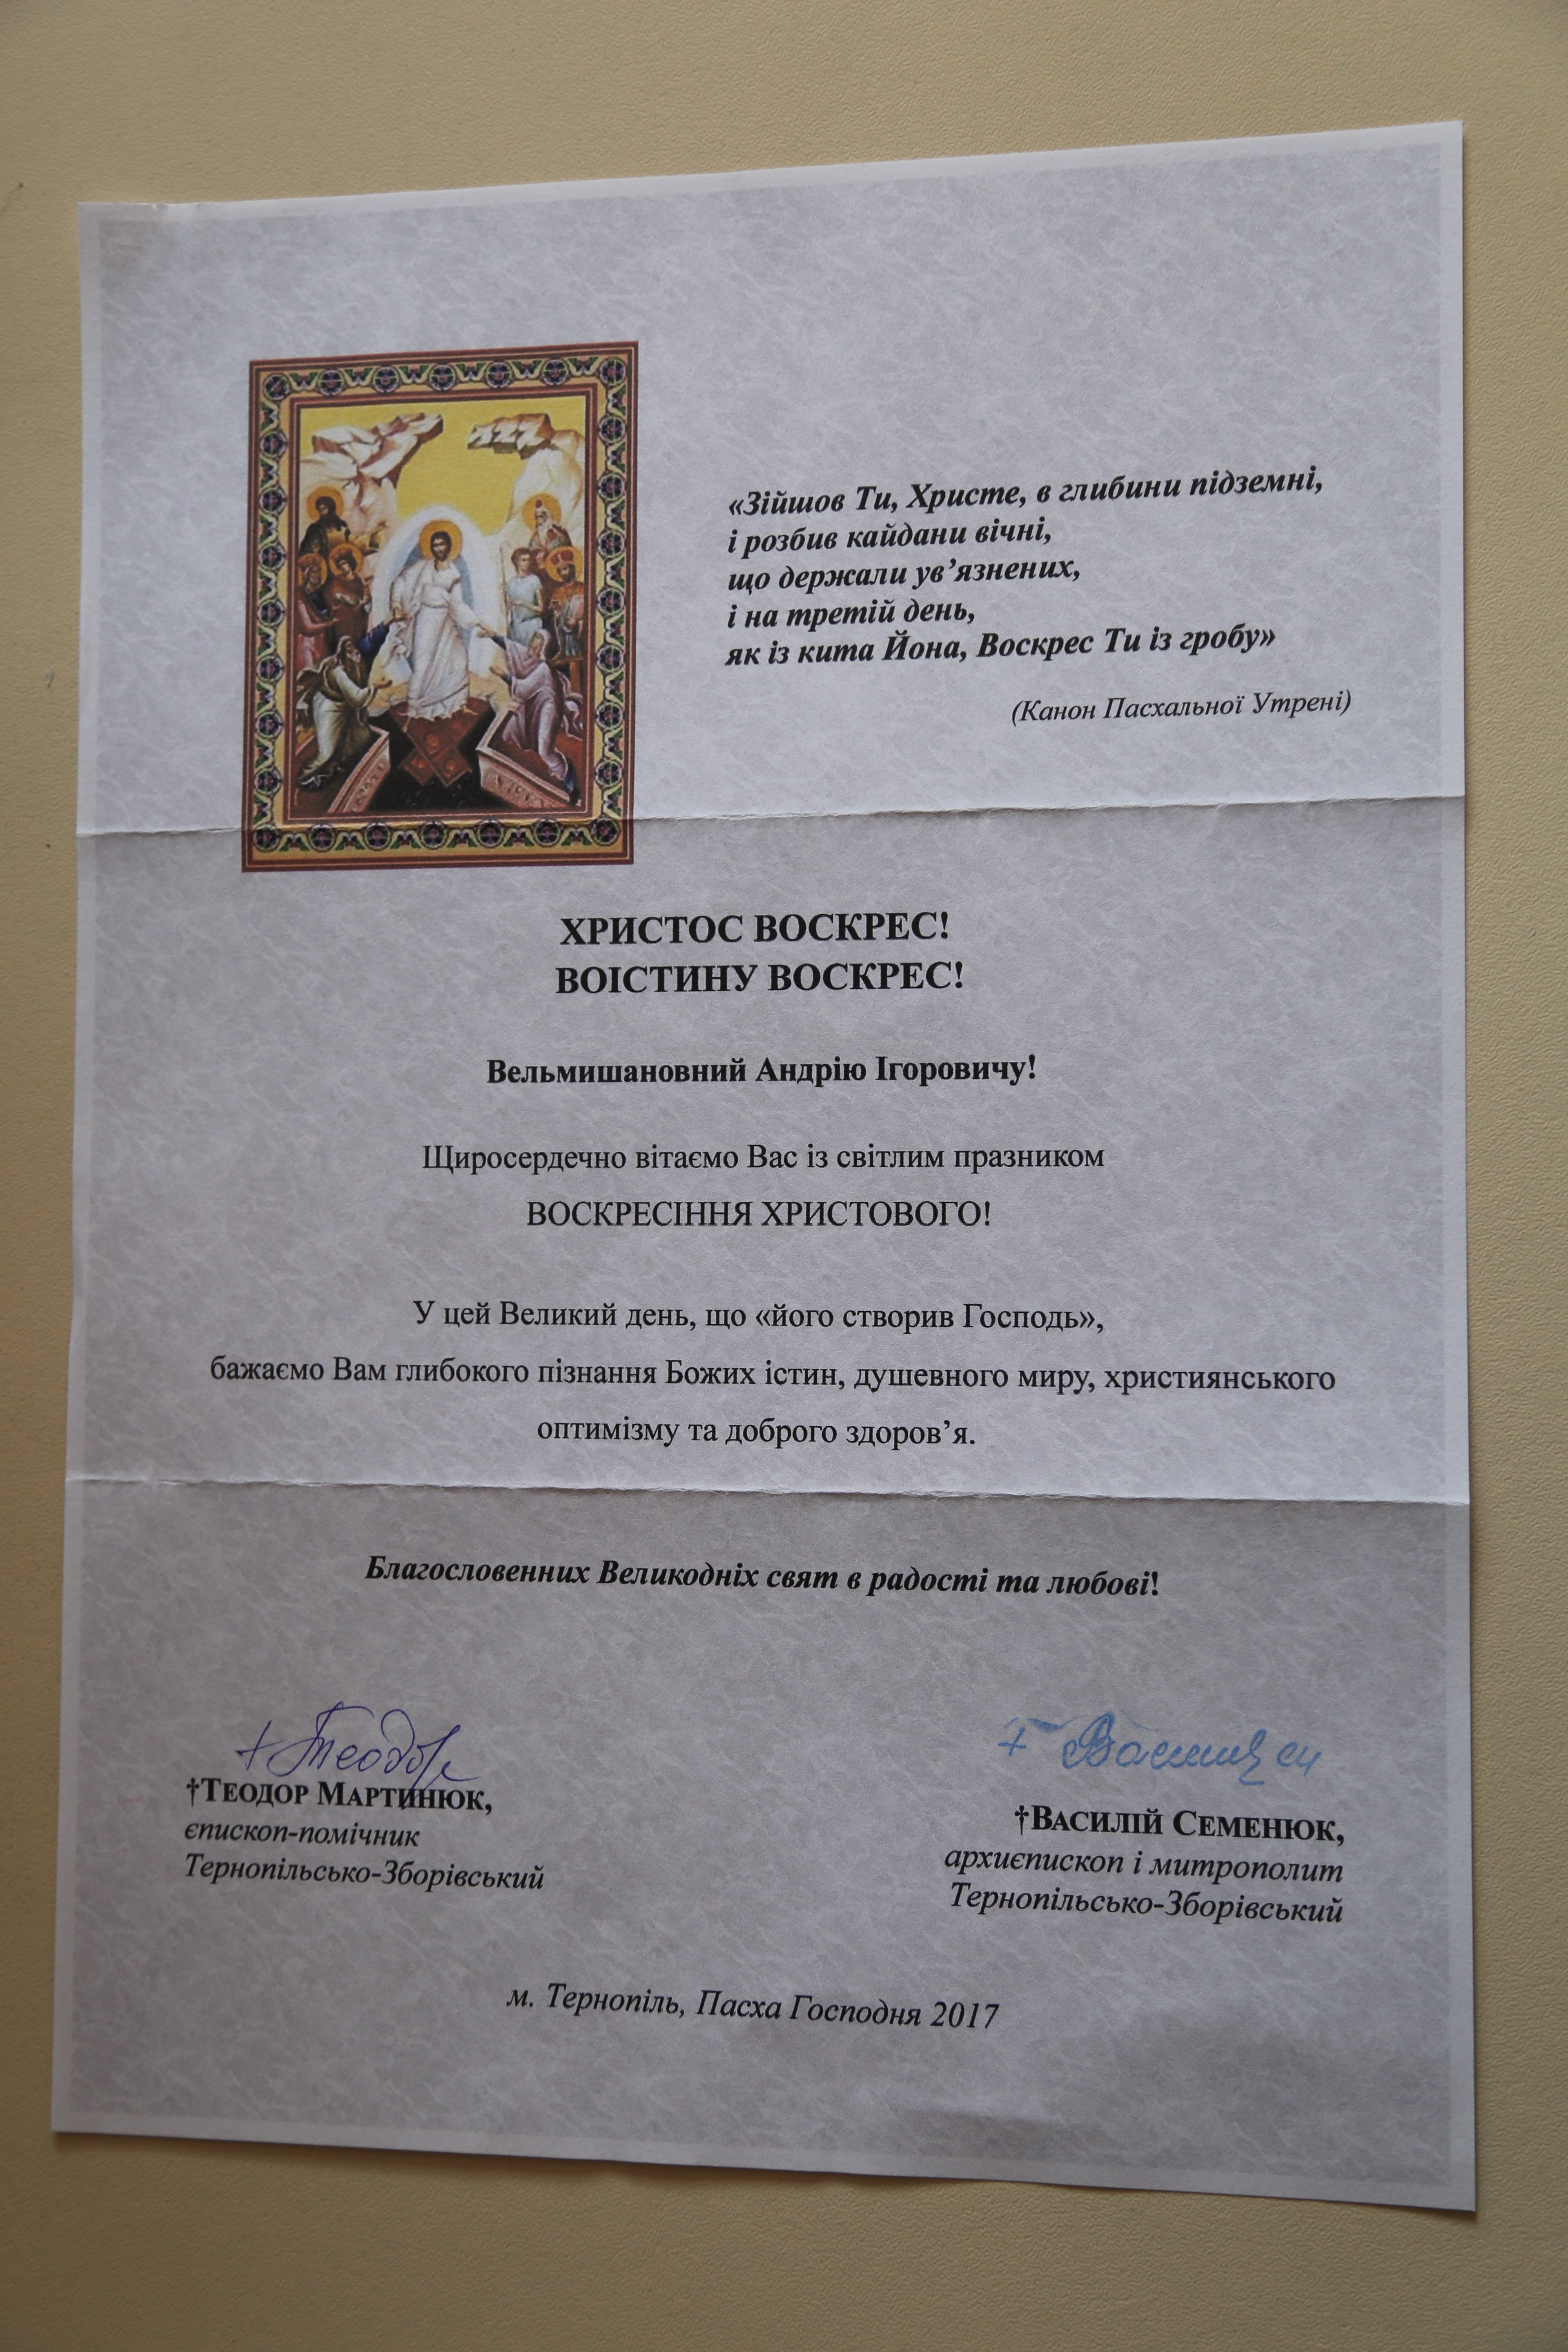 «Зійшов Ти, Христе, в глибини підземні,
і розбив кайдани вічні,
що держали ув’язнених,
і на третій день,
як із кита Йона, Воскрес Ти із гробу»
(Канон Пасхальної Утрені)
ХРИСТОС ВОСКРЕС!
ВОІСТИНУ ВОСКРЕС!
Вельмишановний Андрію Ігоровичу!
Щиросердечно вітаємо Вас із світлим празником
ВОСКРЕСІННЯ ХРИСТОВОГО!
У цей Великий день, що «його створив Господь»,
бажаємо Вам глибокого пізнання Божих істин, душевного миру, християнського
оптимізму та доброго здоров’я.
Благословенних Великодніх свят в радості та любові!
+ Теодор
†ТЕОДОР МАРТИНЮК,
єпископ-помічник
Тернопільсько-Зборівський
+ Василій
†ВАСИЛІЙ СЕМЕНЮК,
архиєпископ і митрополит
Тернопільсько-Зборівський
м. Тернопіль, Пасха Господня 2017